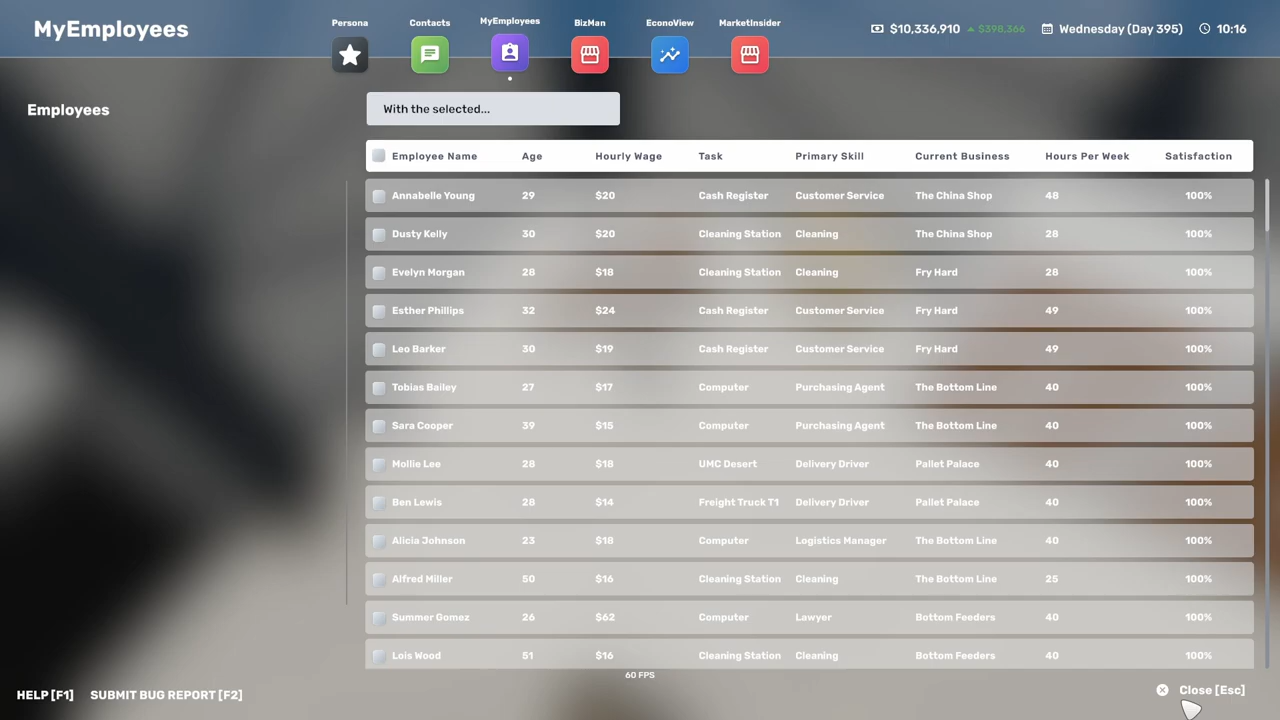 MyEmployees
Persona
Contacts
MyEmployees
BizMan
EconoView
MarketInsider
$10,336,910 ▲ $398,366 Wednesday (Day 395) 10:16
Employees
With the selected...
Employee Name Age Hourly Wage Task Primary Skill Current Business Hours Per Week Satisfaction
Annabelle Young 29 $20 Cash Register Customer Service The China Shop 48 100%
Dusty Kelly 30 $20 Cleaning Station Cleaning The China Shop 28 100%
Evelyn Morgan 28 $18 Cleaning Station Cleaning Fry Hard 28 100%
Esther Phillips 32 $24 Cash Register Customer Service Fry Hard 49 100%
Leo Barker 30 $19 Cash Register Customer Service Fry Hard 49 100%
Tobias Bailey 27 $17 Computer Purchasing Agent The Bottom Line 40 100%
Sara Cooper 39 $15 Computer Purchasing Agent The Bottom Line 40 100%
Mollie Lee 28 $18 UMC Desert Delivery Driver Pallet Palace 40 100%
Ben Lewis 28 $14 Freight Truck T1 Delivery Driver Pallet Palace 40 100%
Alicia Johnson 23 $18 Computer Logistics Manager The Bottom Line 40 100%
Alfred Miller 50 $16 Cleaning Station Cleaning The Bottom Line 25 100%
Summer Gomez 26 $62 Computer Lawyer Bottom Feeders 40 100%
Lois Wood 51 $16 Cleaning Station Cleaning Bottom Feeders 40 100%
60 FPS
HELP [F1] SUBMIT BUG REPORT [F2] Close [Esc]